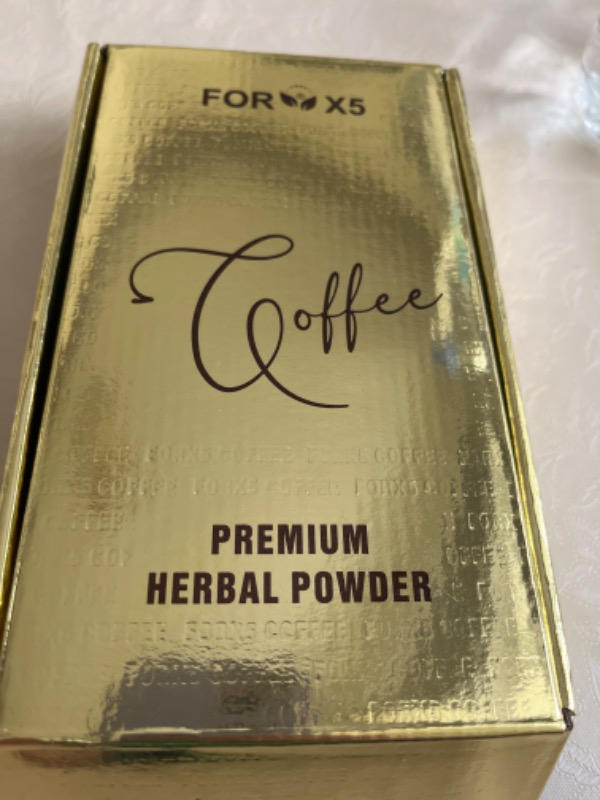 FOR X5
Coffee
PREMIUM
HERBAL POWDER